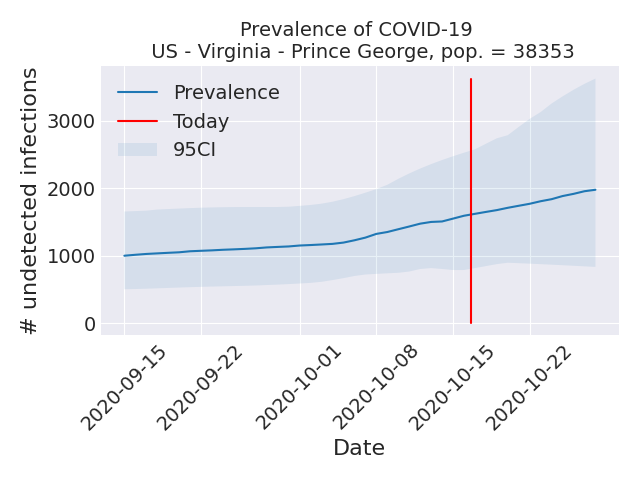 Prevalence of COVID-19
US - Virginia - Prince George, pop. = 38353
# undetected infections
3000
2000
1000
0
Prevalence
Today
95CI
2020-09-15
2020-09-22
2020-10-01
2020-10-08
2020-10-15
2020-10-22
Date